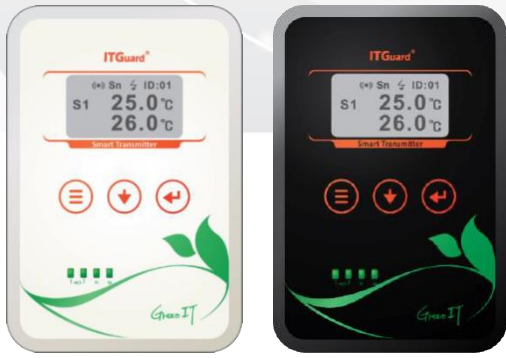 ITGuard®
((•)) Sn ID:01
S1 25.0℃
26.0℃
Smart Transmitter
Green IT
ITGuard®
((•)) Sn ID:01
S1 25.0℃
26.0℃
Smart Transmitter
Green IT